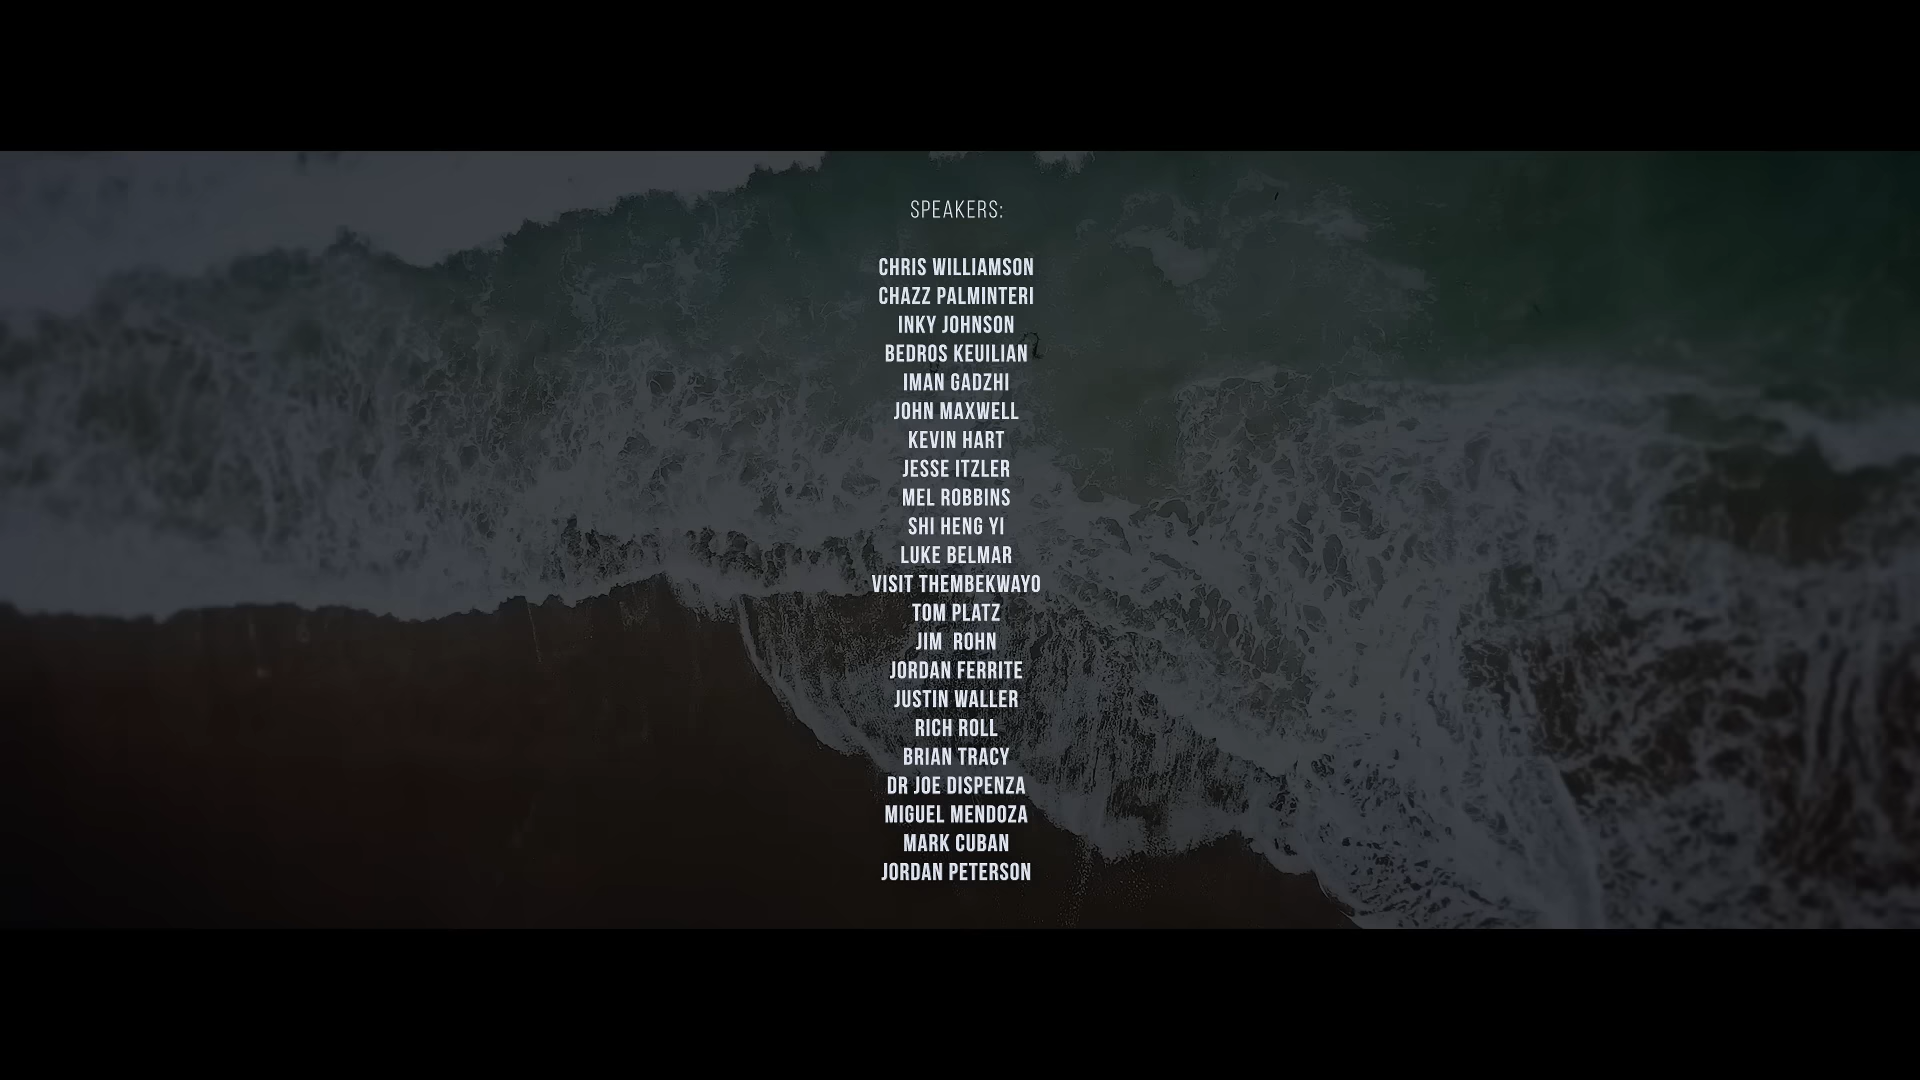 SPEAKERS:
CHRIS WILLIAMSON
CHAZZ PALMINTERI
INKY JOHNSON
BEDROS KEUILIAN
IMAN GADZHI
JOHN MAXWELL
KEVIN HART
JESSE ITZLER
MEL ROBBINS
SHI HENG YI
LUKE BELMAR
VISIT THEMBEKWAYO
TOM PLATZ
JIM ROHN
JORDAN FERRITE
JUSTIN WALLER
RICH ROLL
BRIAN TRACY
DR JOE DISPENZA
MIGUEL MENDOZA
MARK CUBAN
JORDAN PETERSON